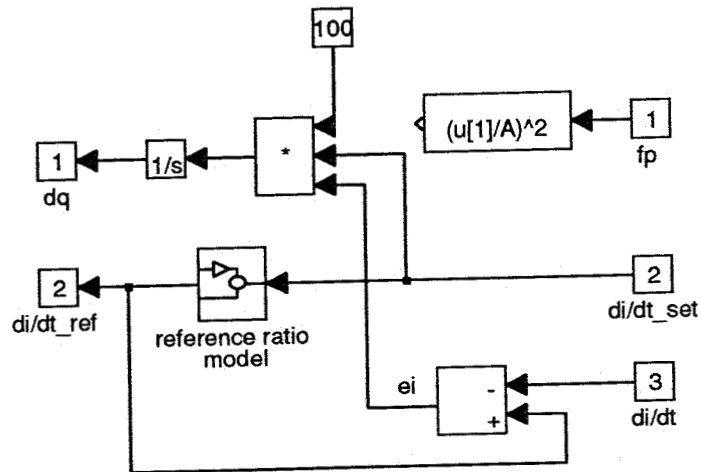 100
(u[1]/A)^2
1
fp
*
1/s
1
dq
2
di/dt_ref
reference ratio
model
2
di/dt_set
ei
-
+
3
di/dt